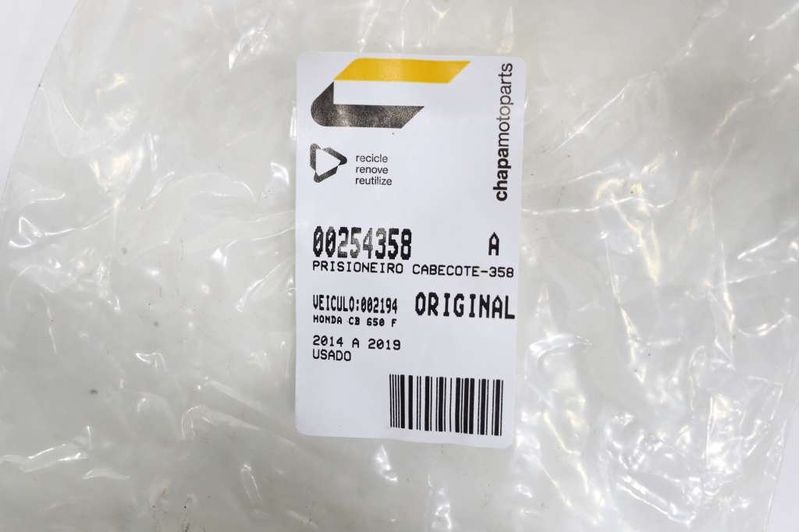 chapamotoparts
recicle
renove
reutilize
00254358 A
PRISIONEIRO CABECOTE-358
VEICULO:002194 ORIGINAL
HONDA CB 650 F
2014 A 2019
USADO